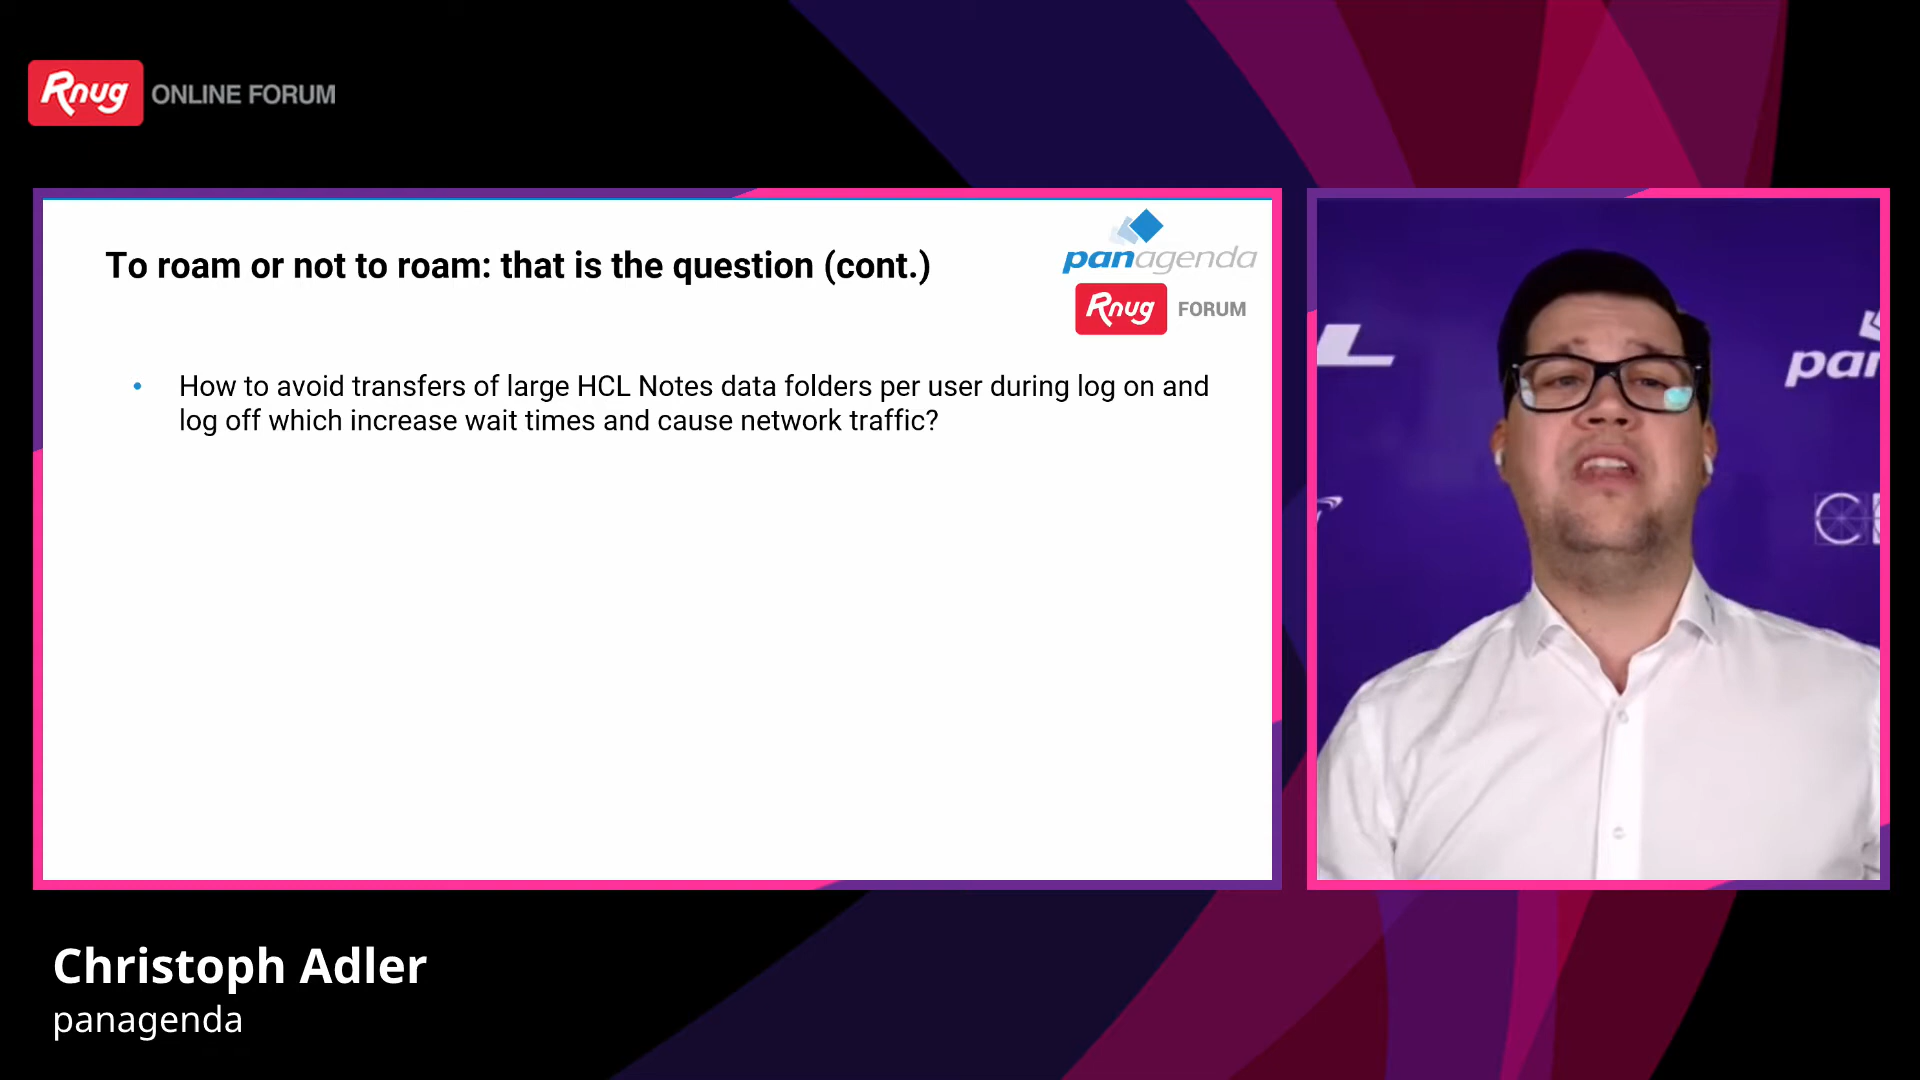 Rnug ONLINE FORUM
To roam or not to roam: that is the question (cont.)
panagenda
Rnug FORUM
• How to avoid transfers of large HCL Notes data folders per user during log on and
log off which increase wait times and cause network traffic?
L
pan
C
Christoph Adler
panagenda